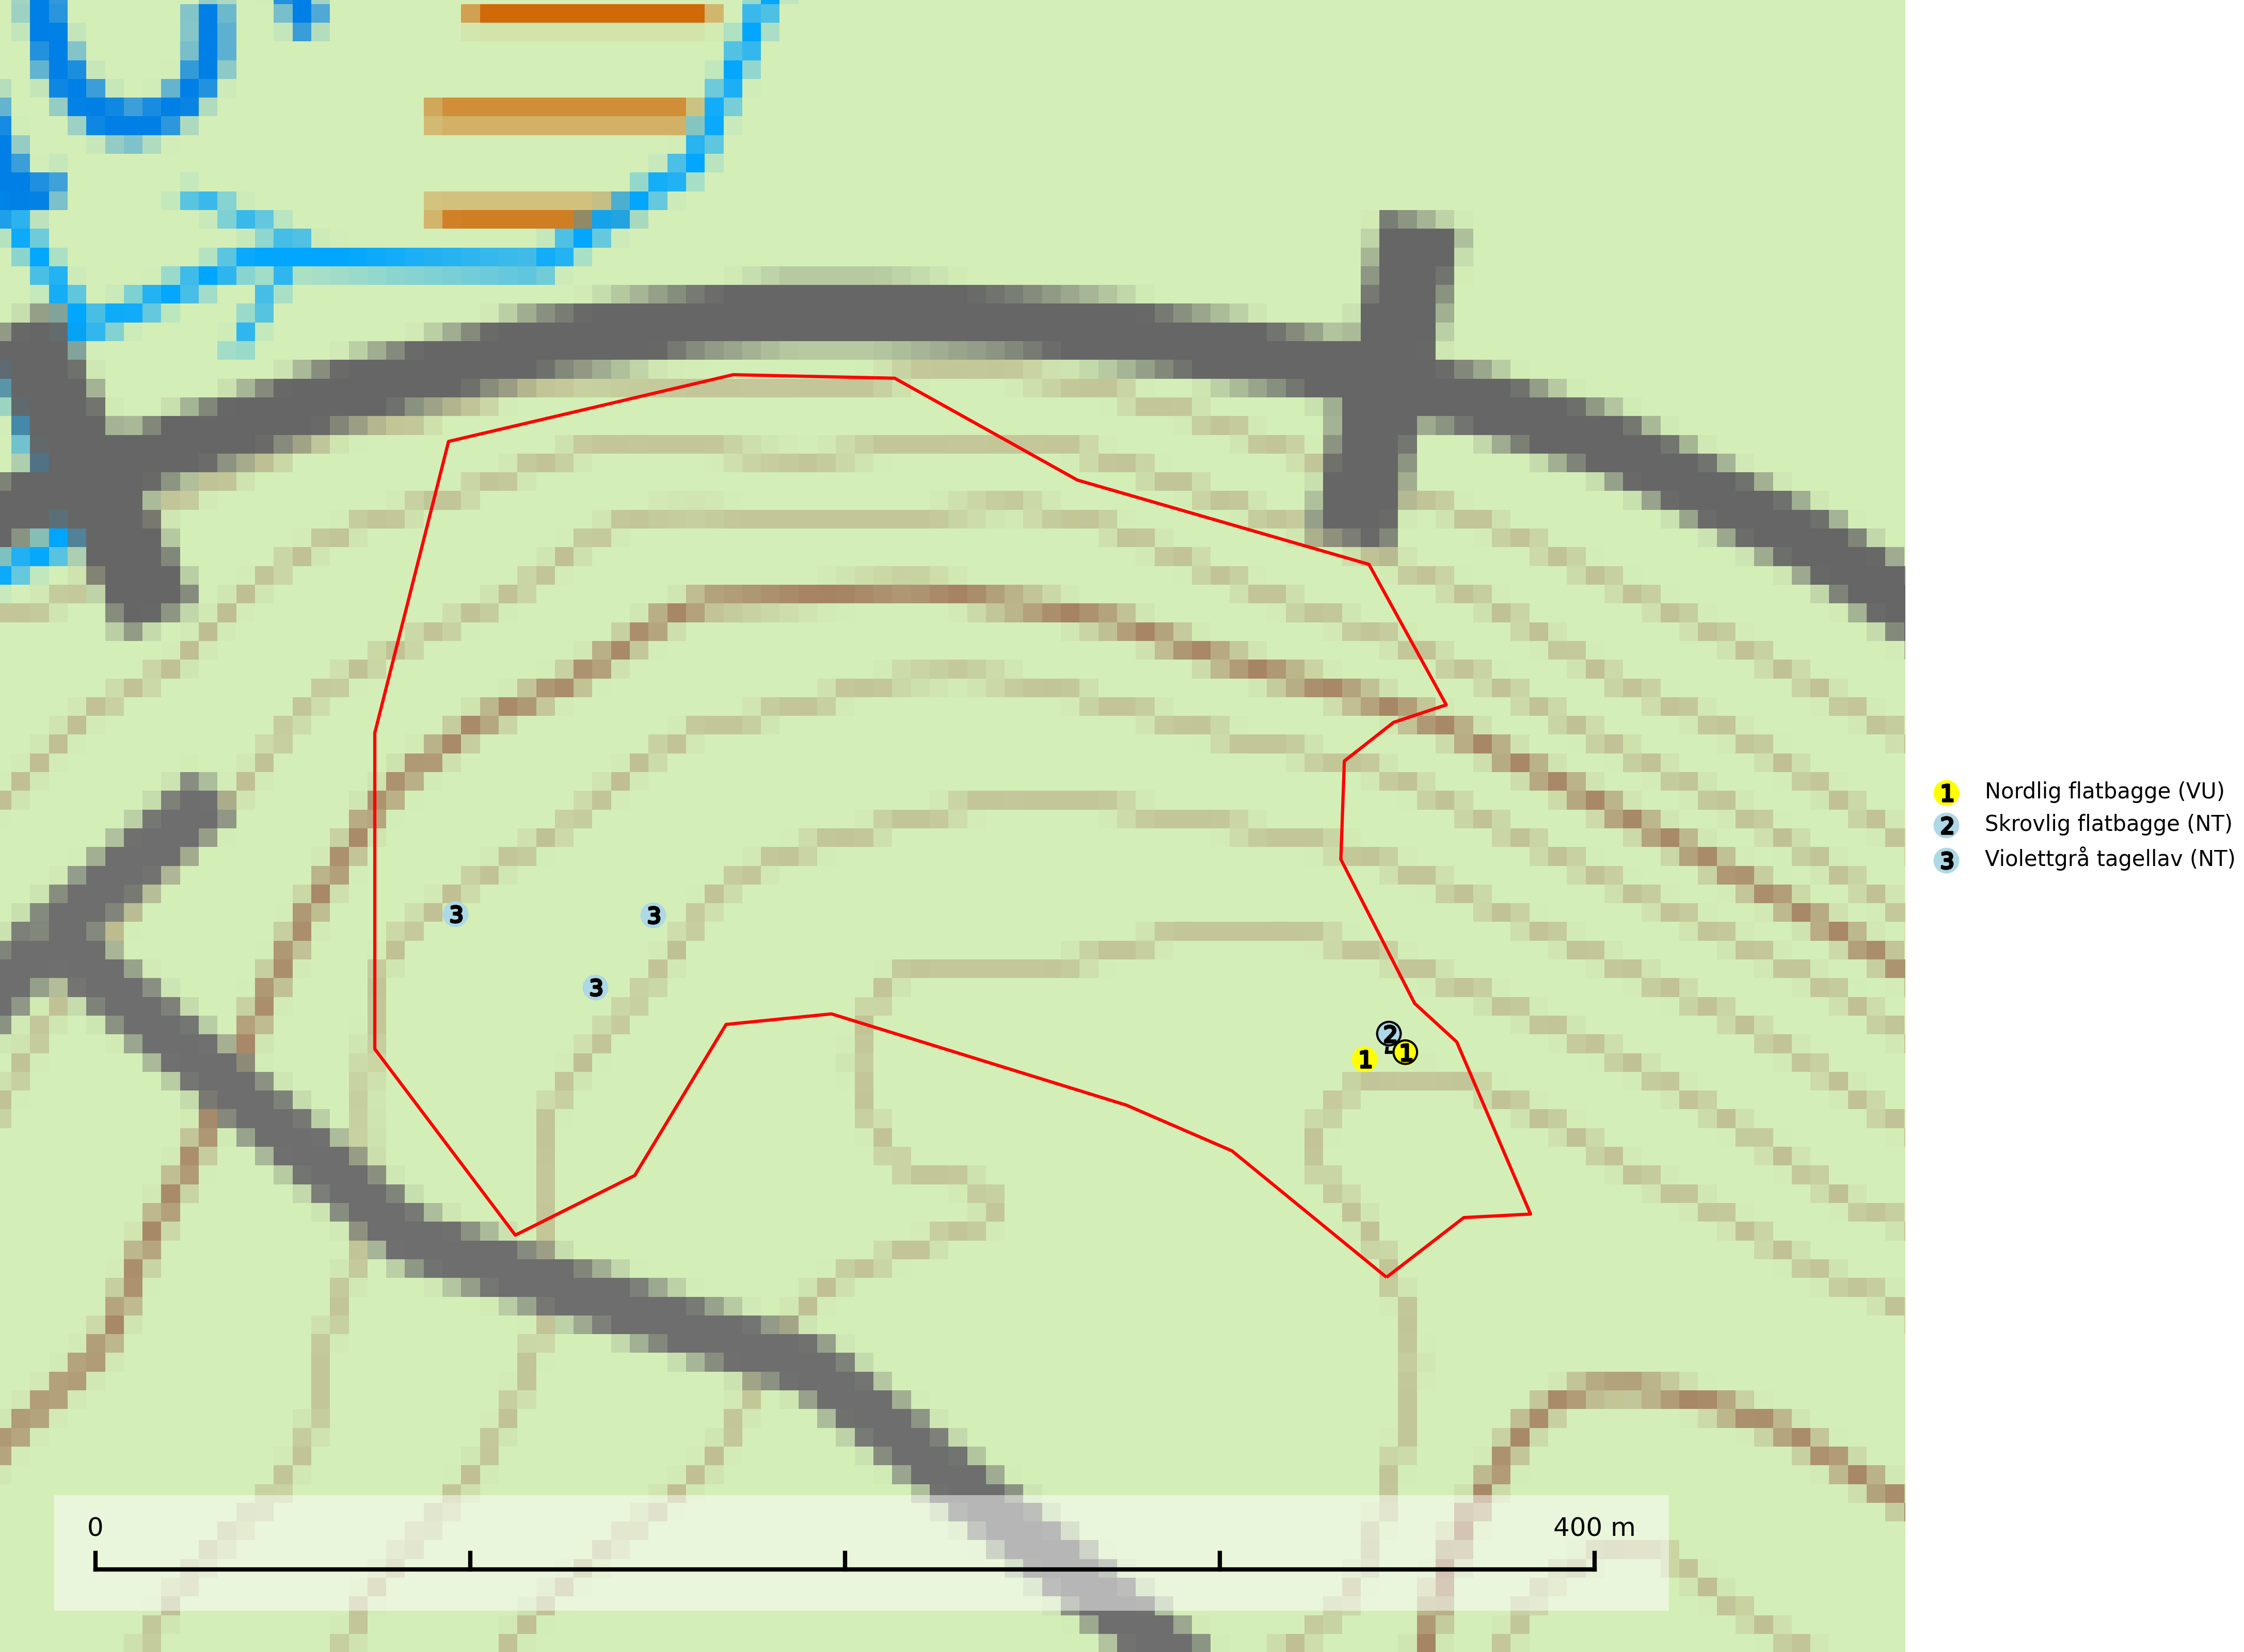 3
3
3
2
1
1
1 Nordlig flatbagge (VU)
2 Skrovlig flatbagge (NT)
3 Violettgrå tagellav (NT)
0 400 m